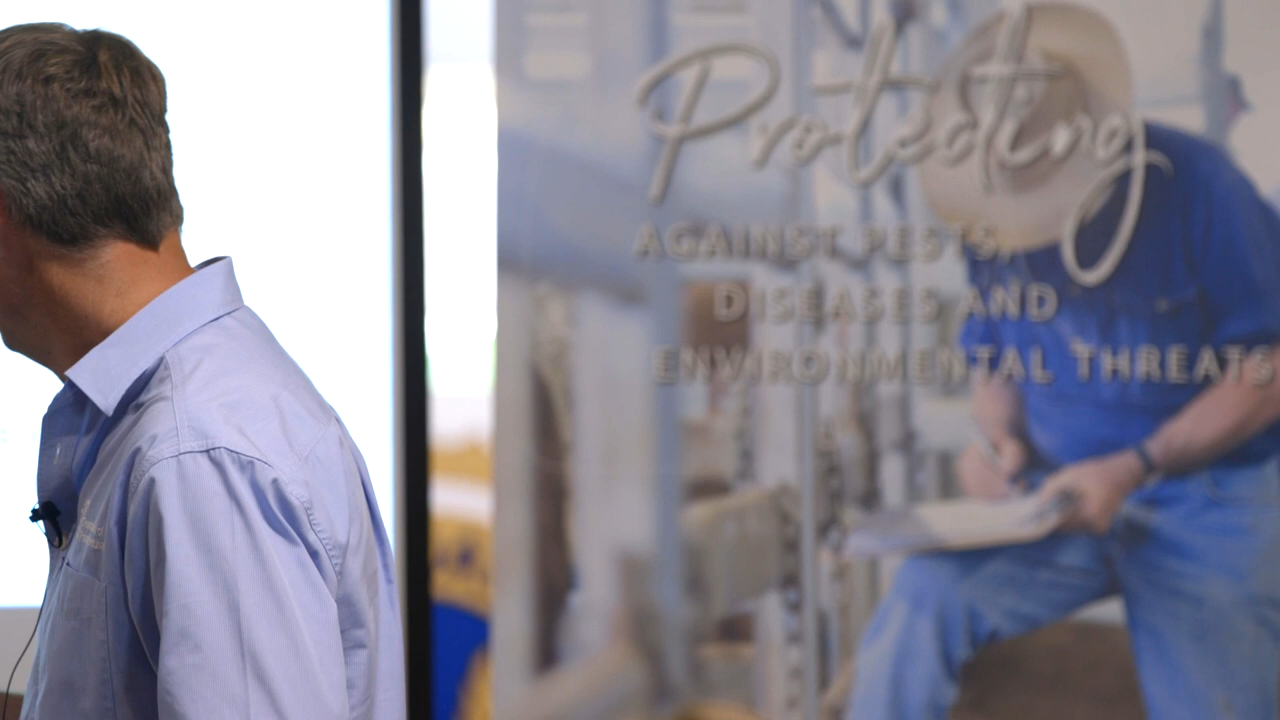 Protecting
AGAINST PESTS,
DISEASES AND
ENVIRONMENTAL THREATS